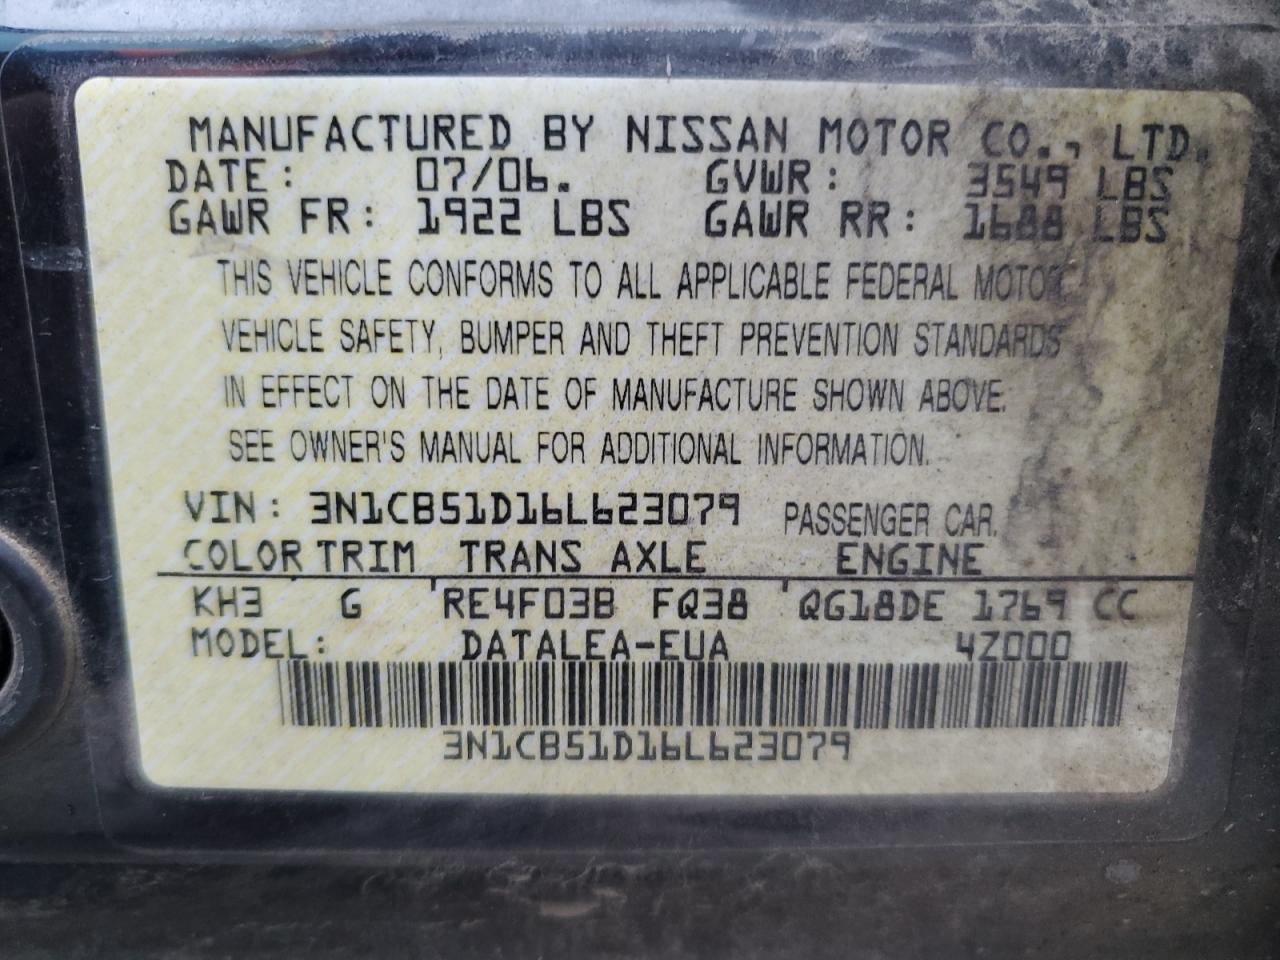 MANUFACTURED BY NISSAN MOTOR CO., LTD.
DATE: 07/06. GVWR: 3549 LBS
GAWR FR: 1922 LBS GAWR RR: 1688 LBS
THIS VEHICLE CONFORMS TO ALL APPLICABLE FEDERAL MOTOR
VEHICLE SAFETY, BUMPER AND THEFT PREVENTION STANDARDS
IN EFFECT ON THE DATE OF MANUFACTURE SHOWN ABOVE.
SEE OWNER'S MANUAL FOR ADDITIONAL INFORMATION.
VIN: 3N1CB51D16L623079 PASSENGER CAR.
COLOR TRIM TRANS AXLE ENGINE
KH3 G RE4F03B FQ38 QG18DE 1769 CC
MODEL: DATALEA-EUA 4Z000
3N1CB51D16L623079